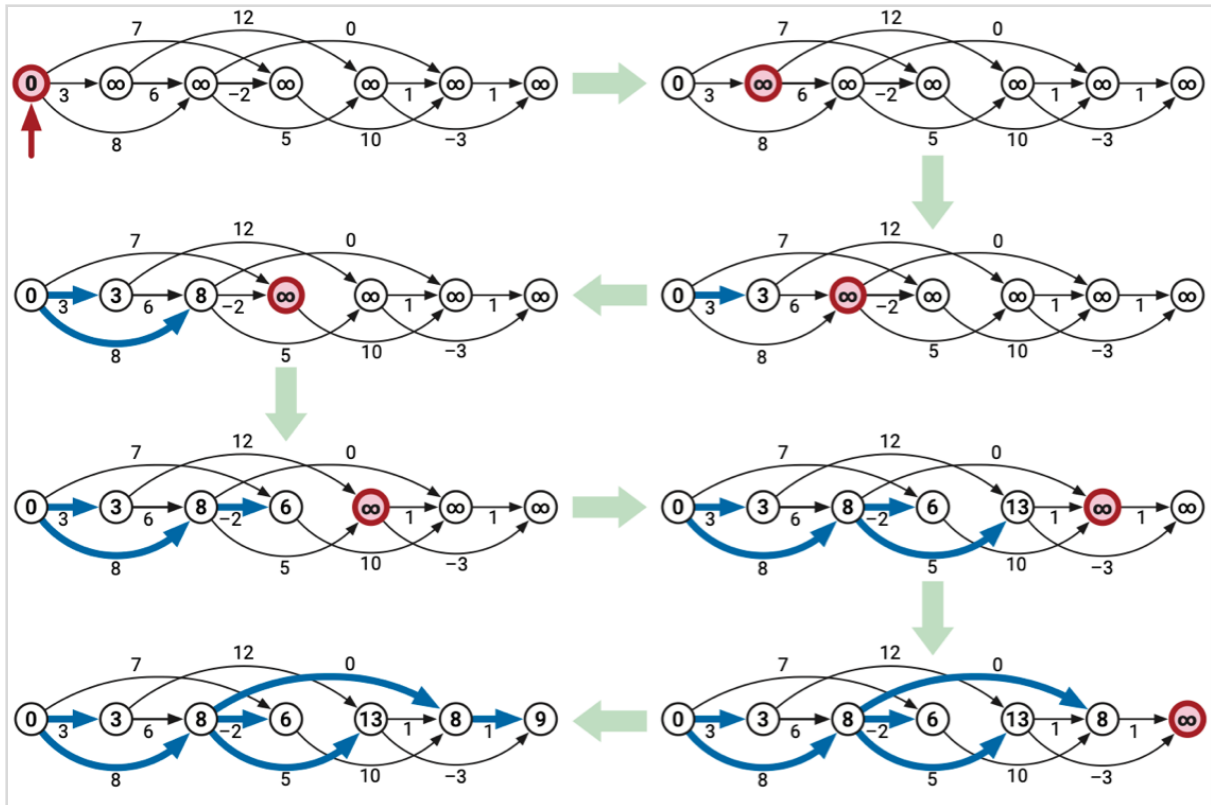 7 12 0
0 ∞ ∞ ∞ ∞ ∞ ∞
3 6 −2 1 1
8 5 10 −3
7 12 0
0 ∞ ∞ ∞ ∞ ∞ ∞
3 6 −2 1 1
8 5 10 −3
7 12 0
0 3 8 ∞ ∞ ∞ ∞
3 6 −2 1 1
8 5 10 −3
7 12 0
0 3 ∞ ∞ ∞ ∞ ∞
3 6 −2 1 1
8 5 10 −3
7 12 0
0 3 8 6 ∞ ∞ ∞
3 6 −2 1 1
8 5 10 −3
7 12 0
0 3 8 6 13 ∞ ∞
3 6 −2 1 1
8 5 10 −3
7 12 0
0 3 8 6 13 8 9
3 6 −2 1 1
8 5 10 −3
7 12 0
0 3 8 6 13 8 ∞
3 6 −2 1 1
8 5 10 −3